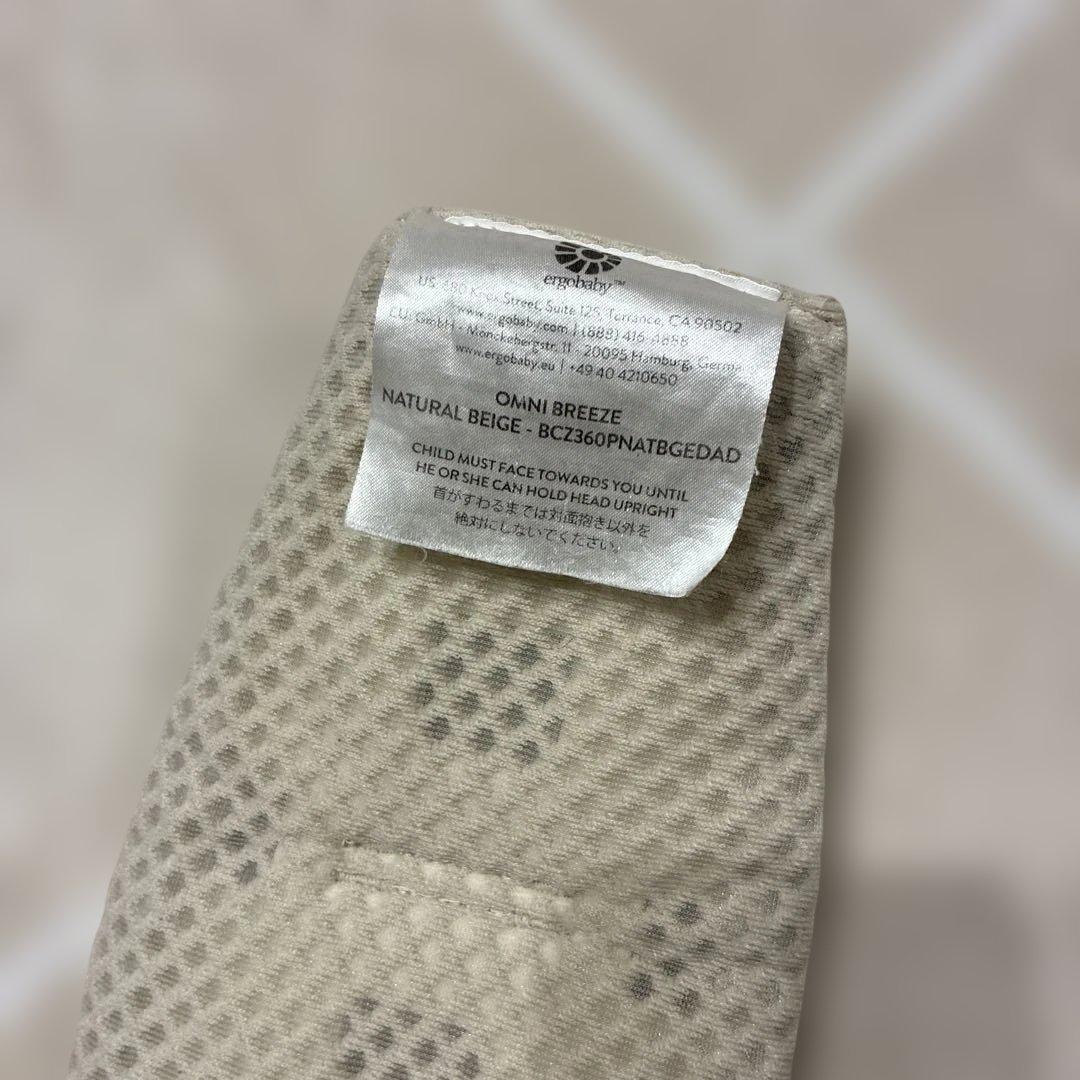 ergobaby™
US 680 Knox Street, Suite 125, Torrance, CA 90502
www.ergobaby.com | (888) 416-4888
EU: GmbH - Mönckebergstr. 11 - 20095 Hamburg,
www.ergobaby.eu | +49 40 4210650
OMNI BREEZE
NATURAL BEIGE - BCZ360PNATBGEDAD
CHILD MUST FACE TOWARDS YOU UNTIL
HE OR SHE CAN HOLD HEAD UPRIGHT
首がすわるまでは対面抱き以外を
絶対にしないでください。